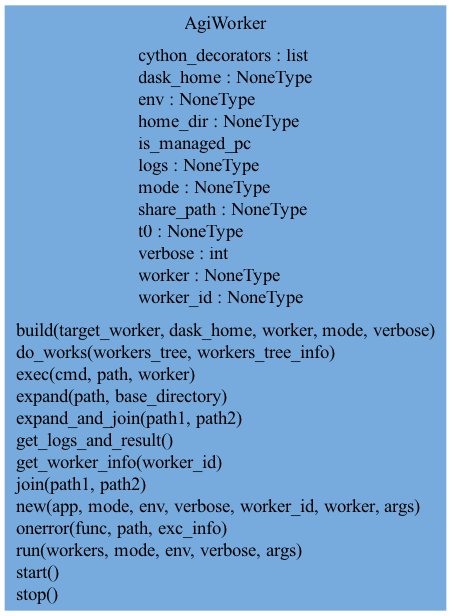 AgiWorker
cython_decorators : list
dask_home : NoneType
env : NoneType
home_dir : NoneType
is_managed_pc
logs : NoneType
mode : NoneType
share_path : NoneType
t0 : NoneType
verbose : int
worker : NoneType
worker_id : NoneType
build(target_worker, dask_home, worker, mode, verbose)
do_works(workers_tree, workers_tree_info)
exec(cmd, path, worker)
expand(path, base_directory)
expand_and_join(path1, path2)
get_logs_and_result()
get_worker_info(worker_id)
join(path1, path2)
new(app, mode, env, verbose, worker_id, worker, args)
onerror(func, path, exc_info)
run(workers, mode, env, verbose, args)
start()
stop()